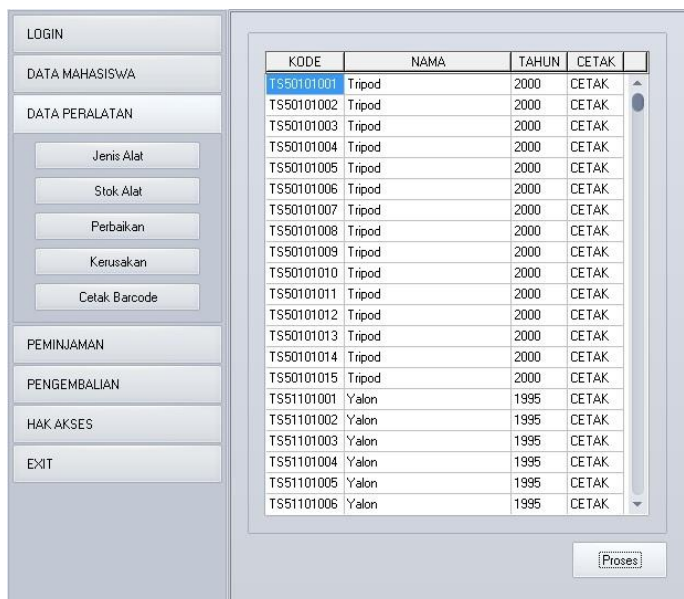 LOGIN
DATA MAHASISWA
DATA PERALATAN
Jenis Alat
Stok Alat
Perbaikan
Kerusakan
Cetak Barcode
PEMINJAMAN
PENGEMBALIAN
HAK AKSES
EXIT
KODE NAMA TAHUN CETAK
TS50101001 Tripod 2000 CETAK
TS50101002 Tripod 2000 CETAK
TS50101003 Tripod 2000 CETAK
TS50101004 Tripod 2000 CETAK
TS50101005 Tripod 2000 CETAK
TS50101006 Tripod 2000 CETAK
TS50101007 Tripod 2000 CETAK
TS50101008 Tripod 2000 CETAK
TS50101009 Tripod 2000 CETAK
TS50101010 Tripod 2000 CETAK
TS50101011 Tripod 2000 CETAK
TS50101012 Tripod 2000 CETAK
TS50101013 Tripod 2000 CETAK
TS50101014 Tripod 2000 CETAK
TS50101015 Tripod 2000 CETAK
TS51101001 Yalon 1995 CETAK
TS51101002 Yalon 1995 CETAK
TS51101003 Yalon 1995 CETAK
TS51101004 Yalon 1995 CETAK
TS51101005 Yalon 1995 CETAK
TS51101006 Yalon 1995 CETAK
Proses